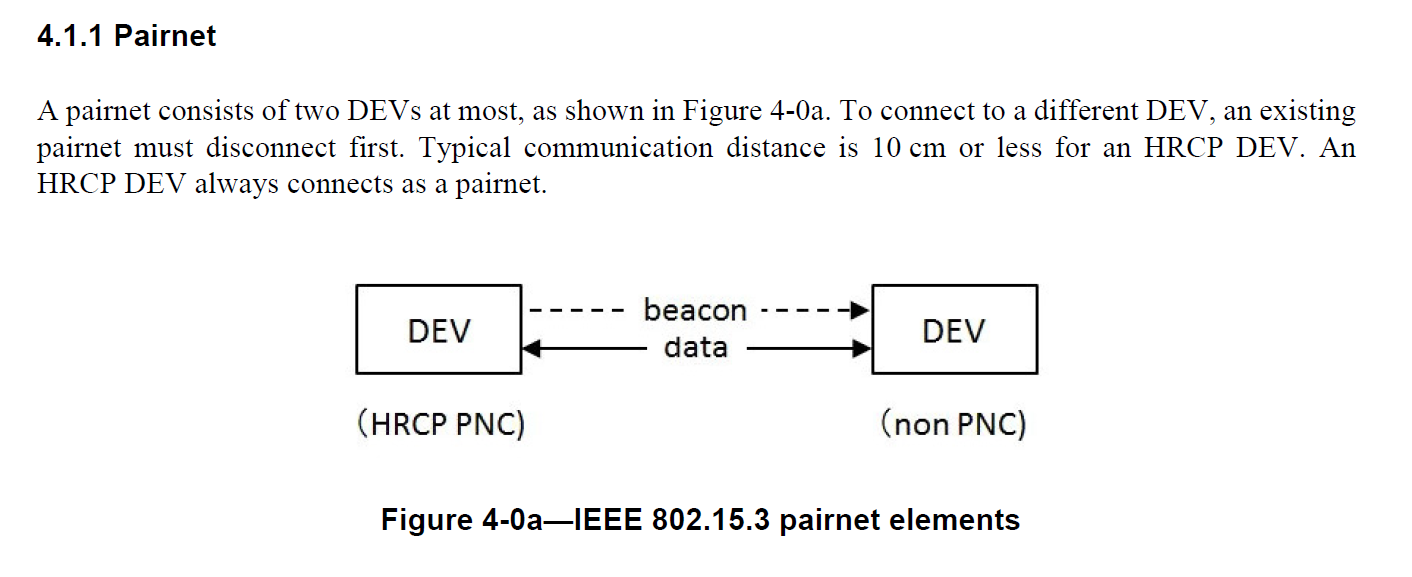 4.1.1 Pairnet
A pairnet consists of two DEVs at most, as shown in Figure 4-0a. To connect to a different DEV, an existing
pairnet must disconnect first. Typical communication distance is 10 cm or less for an HRCP DEV. An
HRCP DEV always connects as a pairnet.
beacon
DEV
DEV
data
(HRCP PNC)
(non PNC)
Figure 4-0a—IEEE 802.15.3 pairnet elements